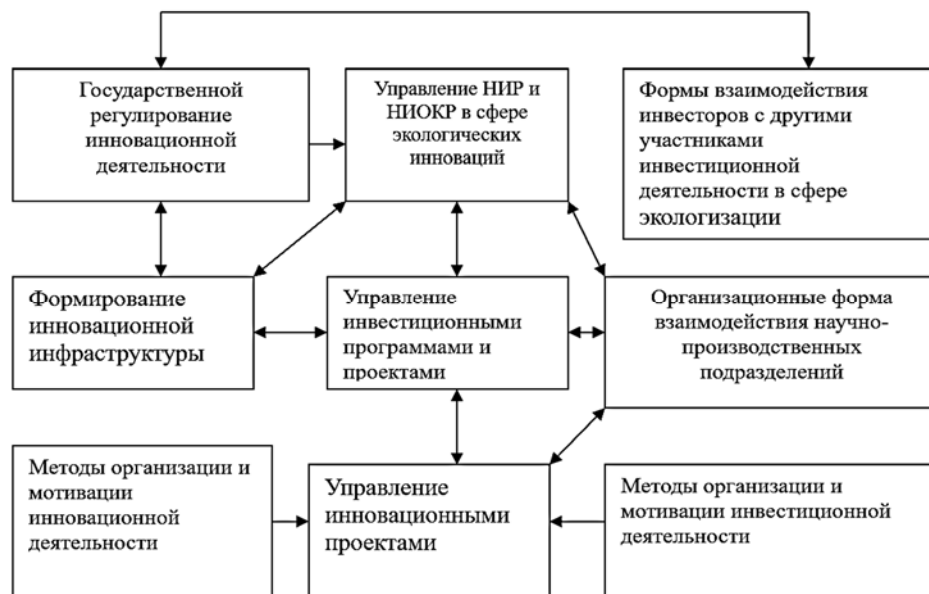 Государственной
регулирование
инновационной
деятельности
Управление НИР и
НИОКР в сфере
экологических
инноваций
Формы взаимодействия
инвесторов с другими
участниками
инвестиционной
деятельности в сфере
экологизации
Формирование
инновационной
инфраструктуры
Управление
инвестиционными
программами и
проектами
Организационные форма
взаимодействия научно-
производственных
подразделений
Методы организации и
мотивации
инновационной
деятельности
Управление
инновационными
проектами
Методы организации и
мотивации инвестиционной
деятельности